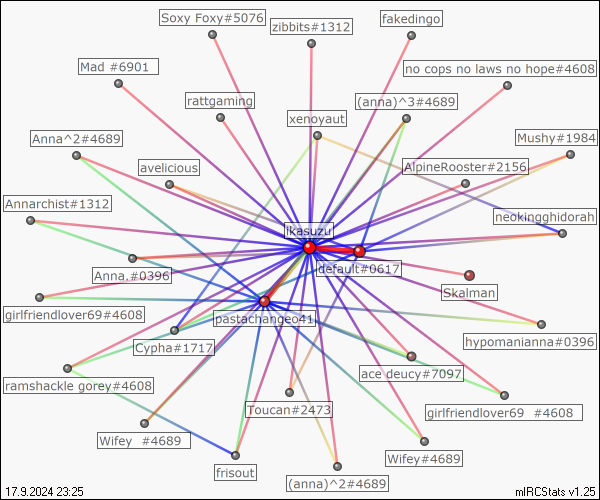 Soxy Foxy#5076
zibbits#1312
fakedingo
Mad #6901
no cops no laws no hope#4608
rattgaming
(anna)^3#4689
xenoyaut
Anna^2#4689
Mushy#1984
avelicious
AlpineRooster#2156
Annarchist#1312
neokingghidorah
ikasuzu
default#0617
Anna,#0396
Skalman
girlfriendlover69#4608
pastachangeo41
hypomanianna#0396
Cypha#1717
ace deucy#7097
ramshackle gorey#4608
Toucan#2473
girlfriendlover69 #4608
Wifey #4689
Wifey#4689
frisout
(anna)^2#4689
17.9.2024 23:25
mIRCStats v1.25